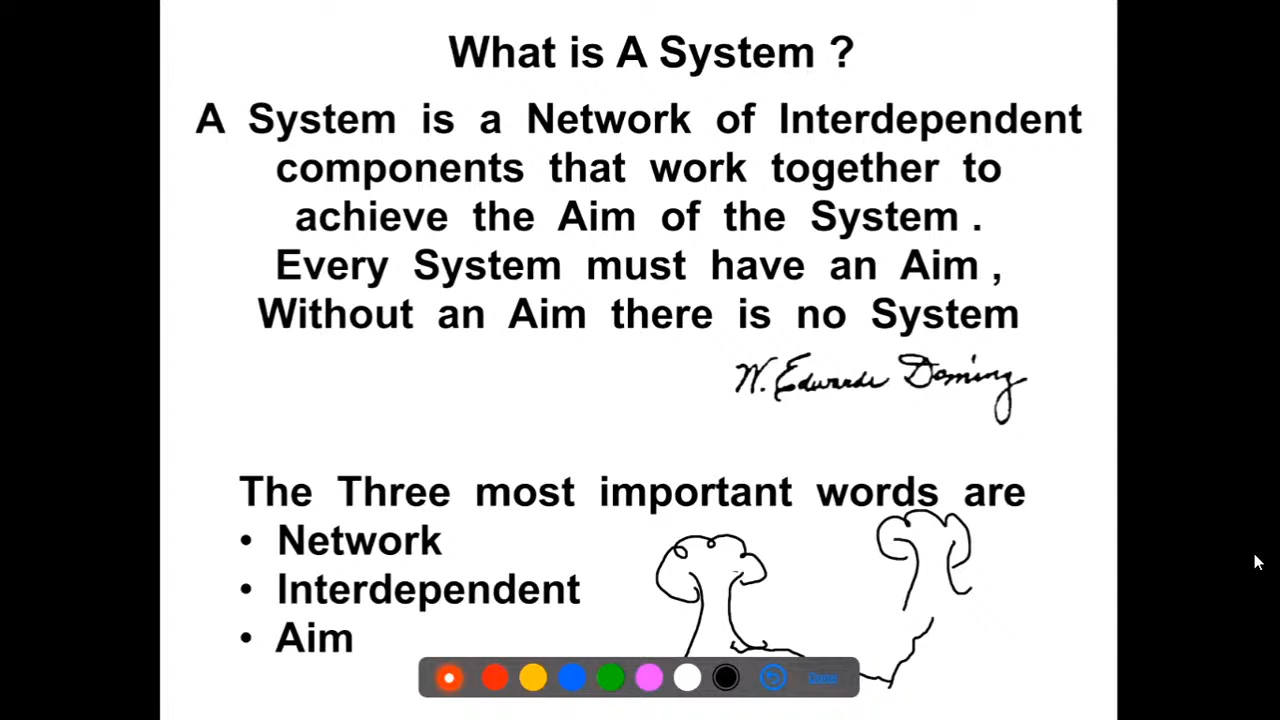 What is A System ?
A System is a Network of Interdependent
components that work together to
achieve the Aim of the System .
Every System must have an Aim ,
Without an Aim there is no System
W. Edwards Deming
The Three most important words are
• Network
• Interdependent
• Aim
Done